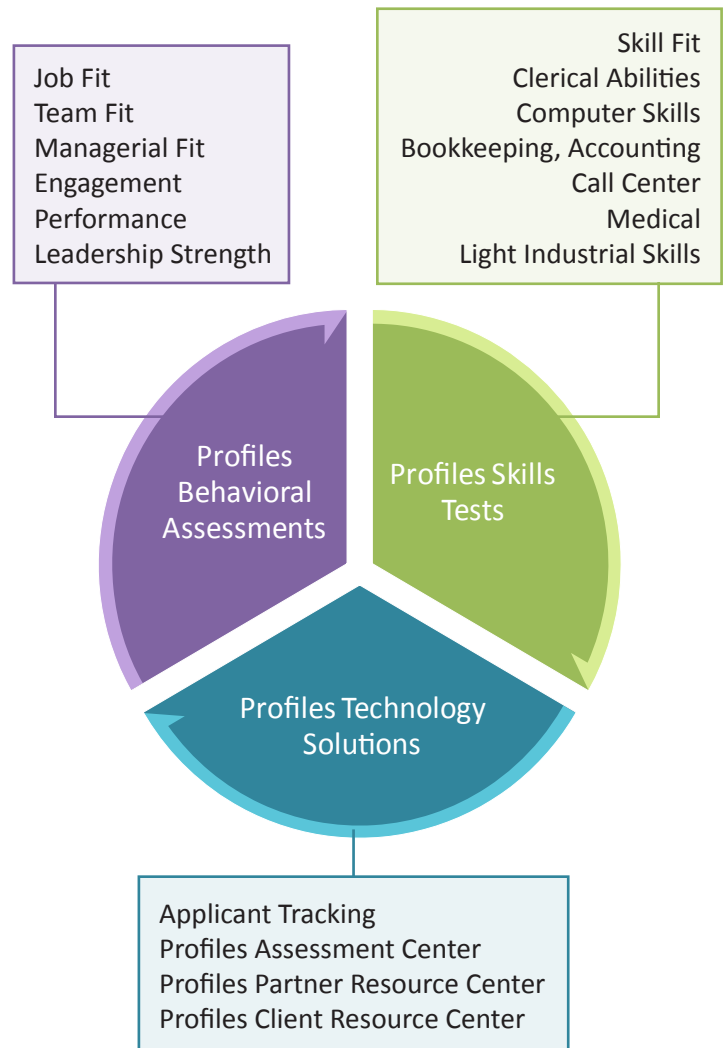 Job Fit
Team Fit
Managerial Fit
Engagement
Performance
Leadership Strength
Skill Fit
Clerical Abilities
Computer Skills
Bookkeeping, Accounting
Call Center
Medical
Light Industrial Skills
Profiles
Behavioral
Assessments
Profiles Skills
Tests
Profiles Technology
Solutions
Applicant Tracking
Profiles Assessment Center
Profiles Partner Resource Center
Profiles Client Resource Center